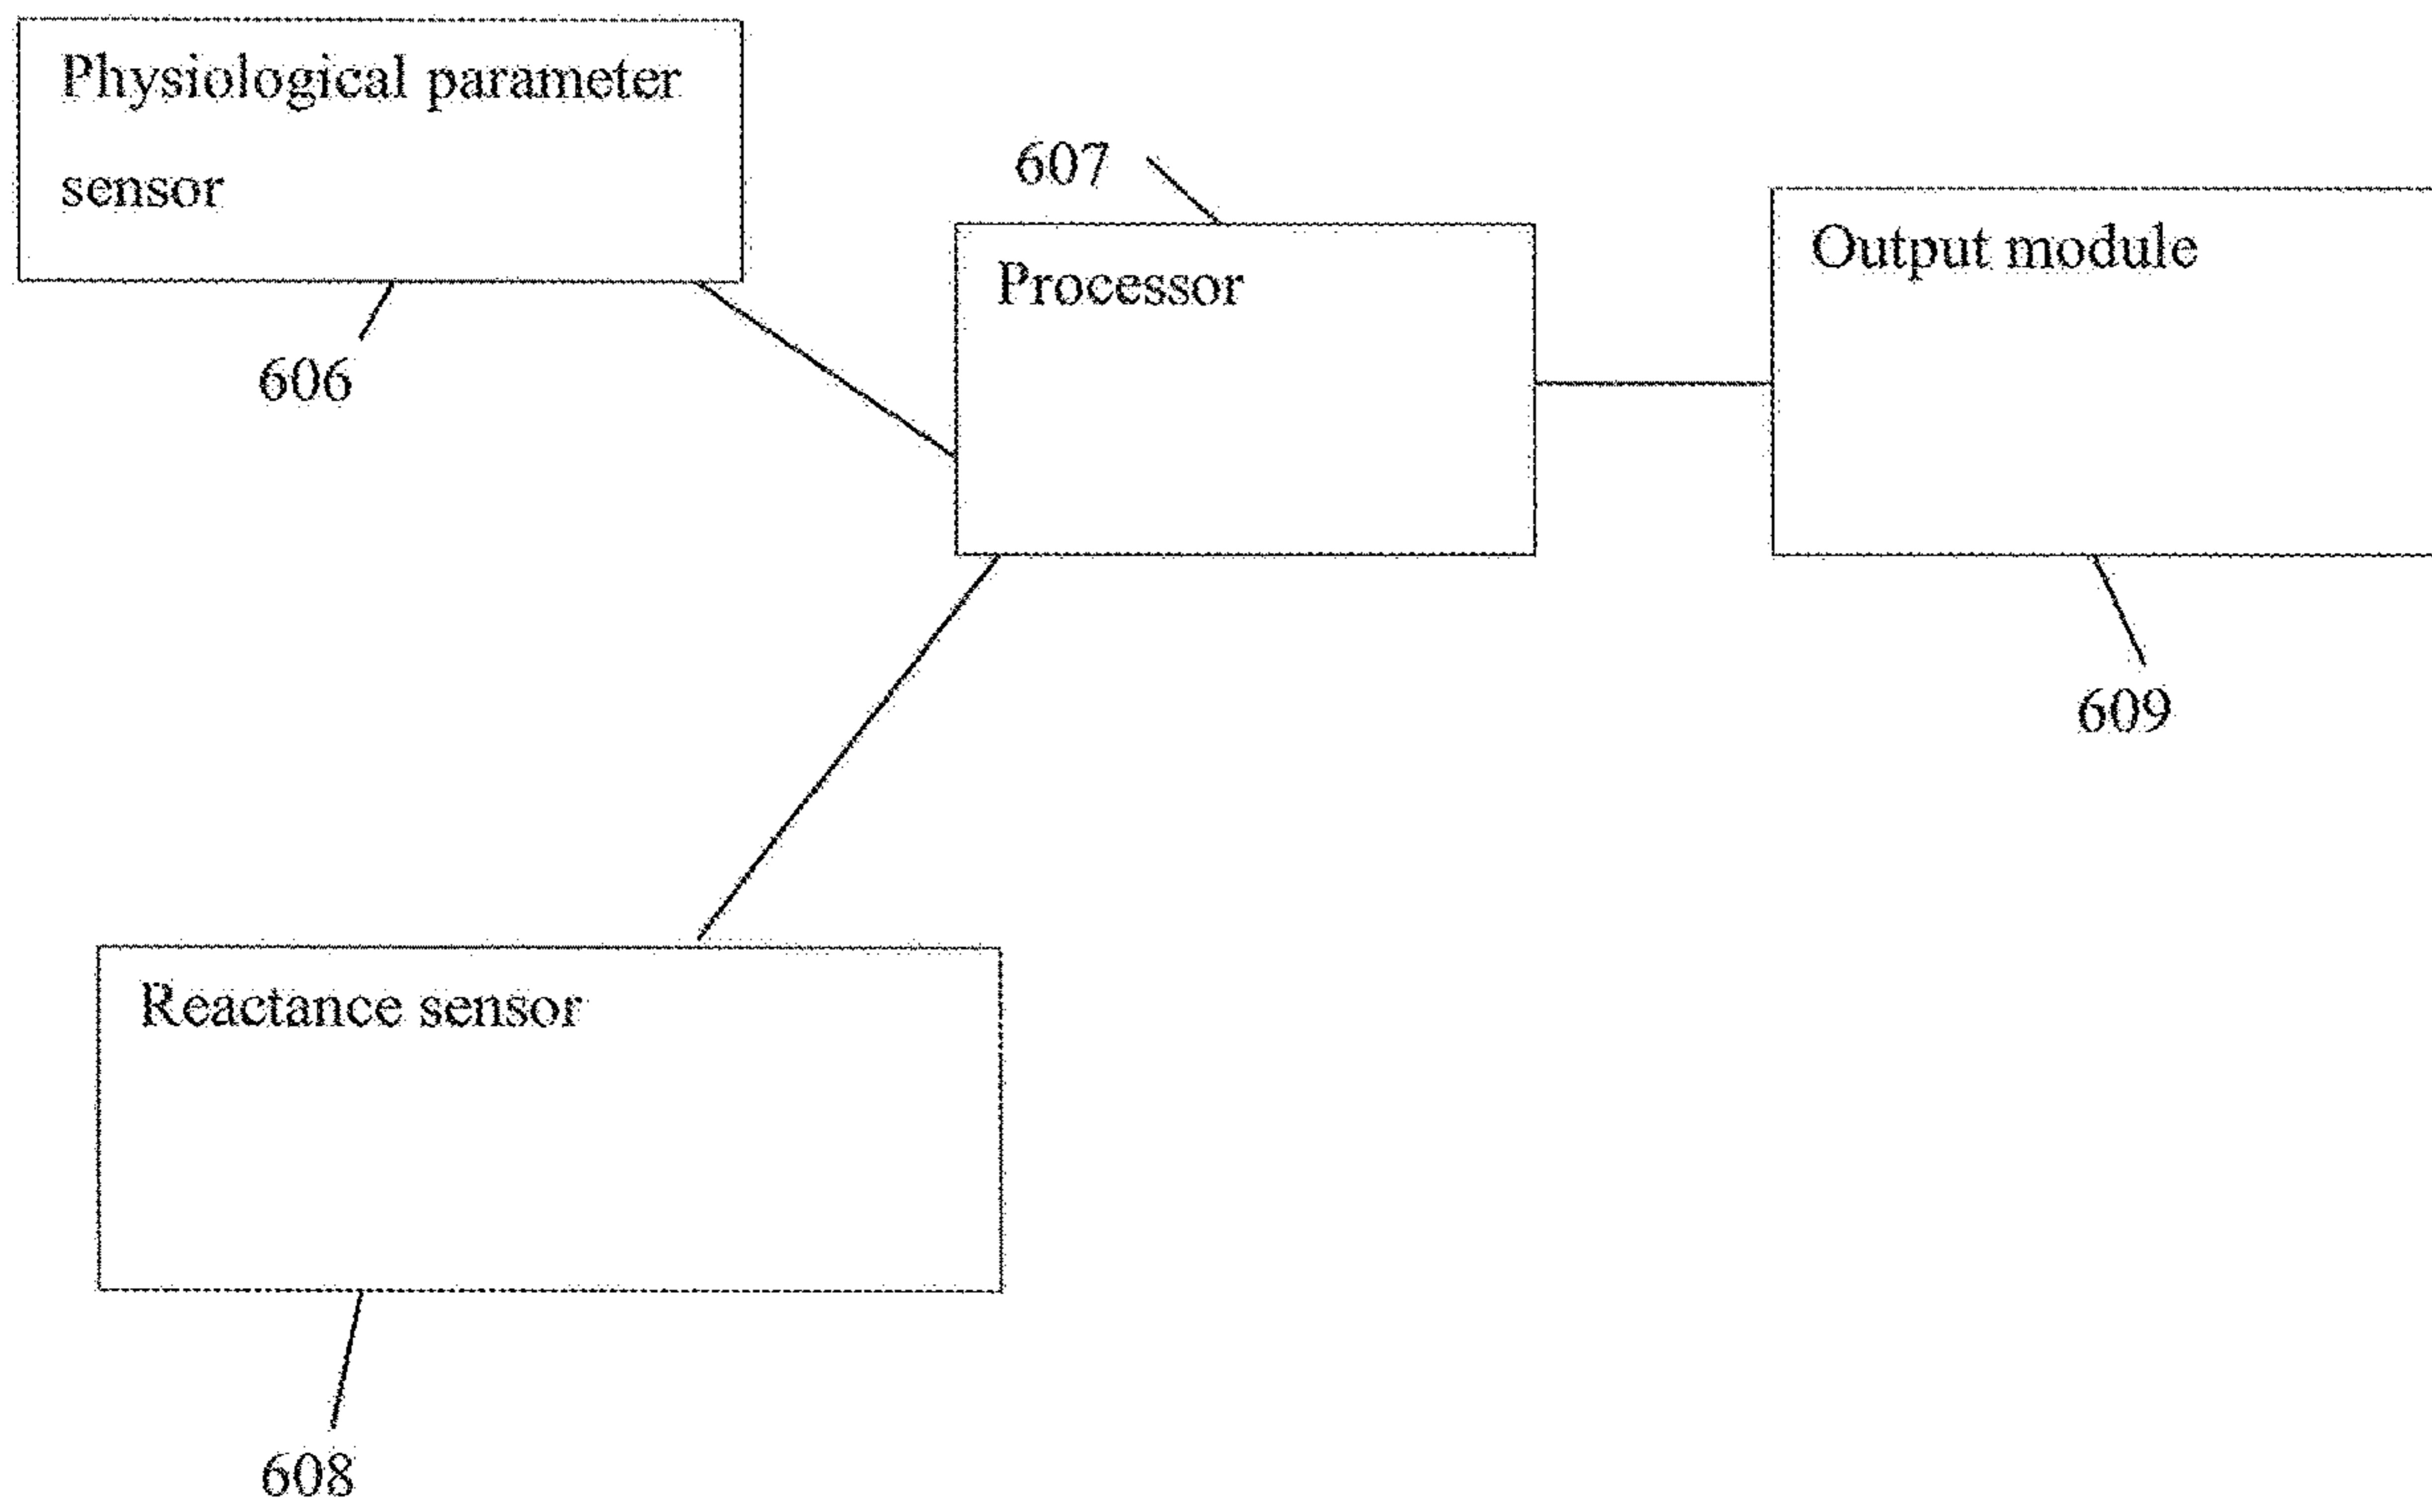 Physiological parameter
sensor
606
607
Processor
Output module
609
Reactance sensor
608